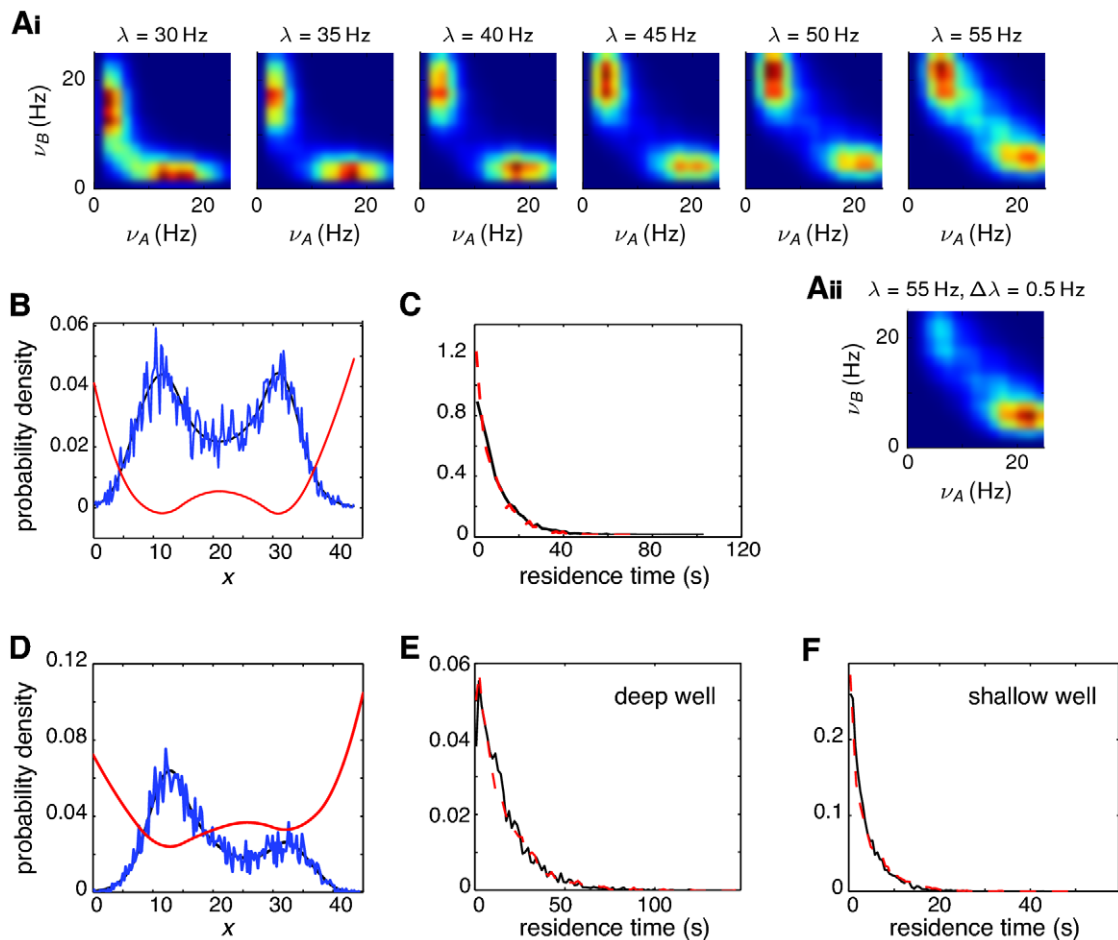 Ai
λ = 30 Hz λ = 35 Hz λ = 40 Hz λ = 45 Hz λ = 50 Hz λ = 55 Hz
20
ν_B (Hz)
0
0 20 0 20 0 20 0 20 0 20 0 20
ν_A (Hz) ν_A (Hz) ν_A (Hz) ν_A (Hz) ν_A (Hz) ν_A (Hz)
Aii
λ = 55 Hz, Δλ = 0.5 Hz
20
ν_B (Hz)
0
0 20
ν_A (Hz)
B
0.06
0.04
0.02
0
probability density
0 10 20 30 40
x
C
1.2
0.8
0.4
0
0 40 80 120
residence time (s)
D
0.12
0.08
0.04
0
probability density
0 10 20 30 40
x
E
0.06
0.04
0.02
0
deep well
0 50 100
residence time (s)
F
0.2
0.1
0
shallow well
0 20 40
residence time (s)